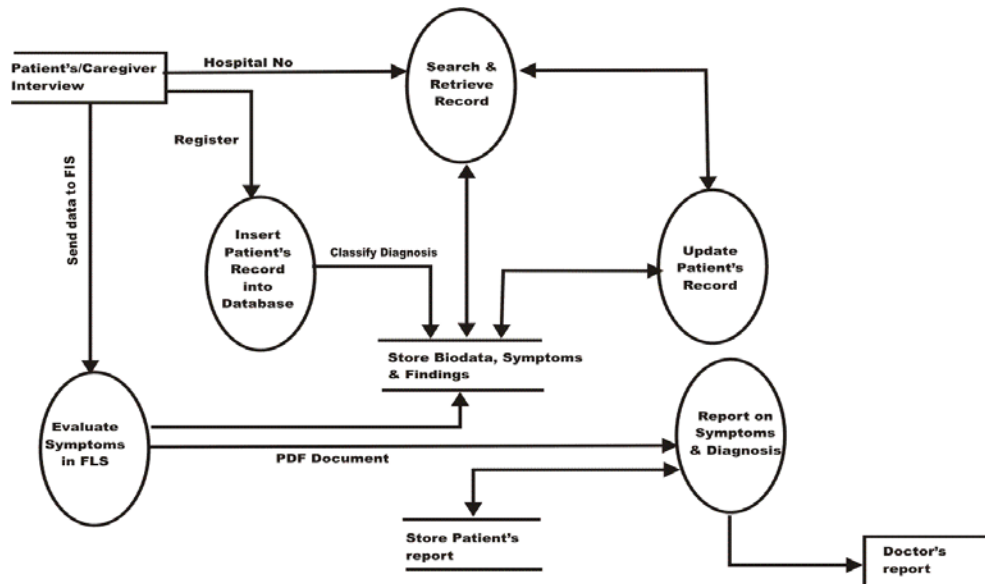 Patient's/Caregiver
Interview
Hospital No
Search &
Retrieve
Record
Register
Send data to FIS
Insert
Patient's
Record
into
Database
Classify Diagnosis
Update
Patient's
Record
Store Biodata, Symptoms
& Findings
Evaluate
Symptoms
in FLS
Report on
Symptoms
& Diagnosis
PDF Document
Store Patient's
report
Doctor's
report